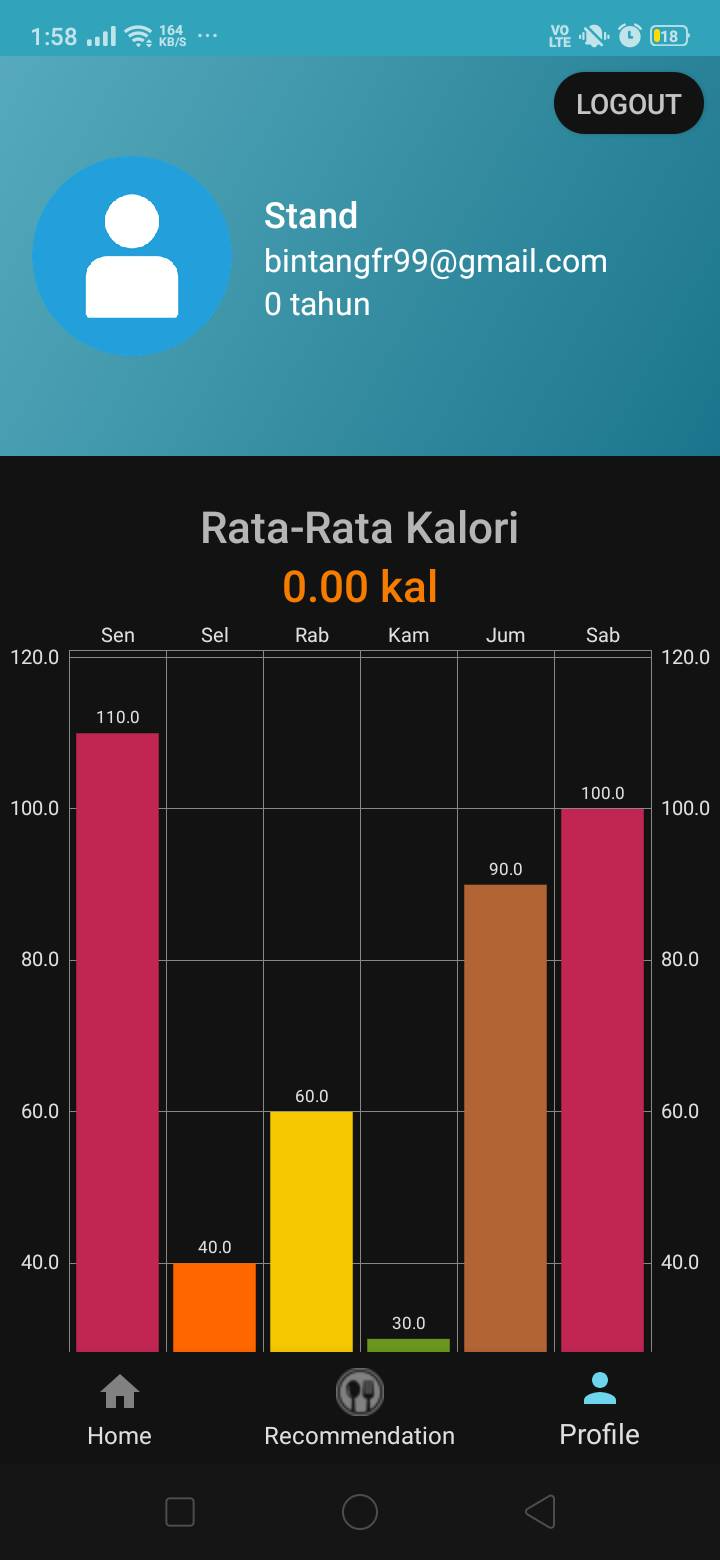 1:58 164 KB/S ... VO LTE 18
LOGOUT
Stand
bintangfr99@gmail.com
0 tahun
Rata-Rata Kalori
0.00 kal
Sen Sel Rab Kam Jum Sab
120.0 120.0
110.0
100.0 100.0 100.0
90.0
80.0 80.0
60.0
60.0 60.0
40.0
40.0 40.0
30.0
Home Recommendation Profile